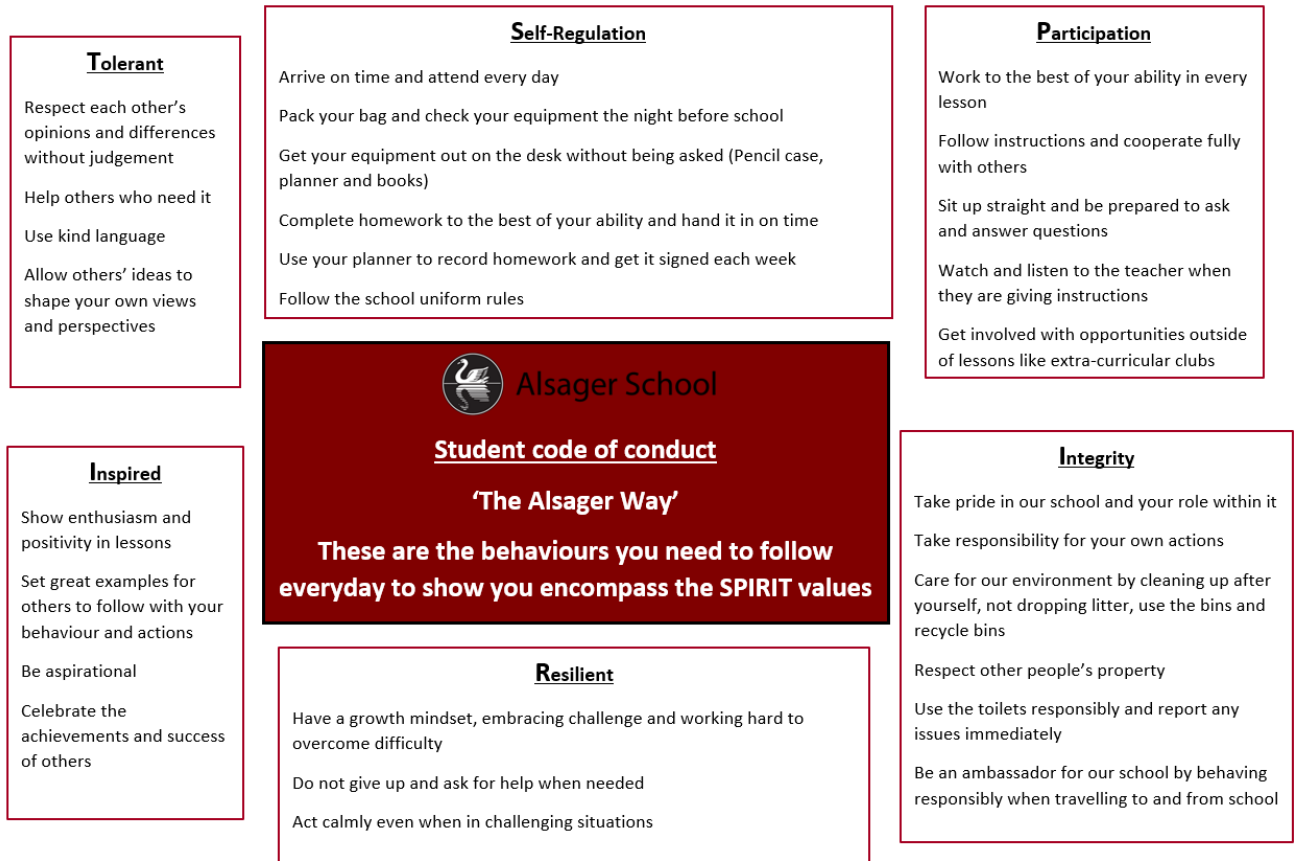 Tolerant
Respect each other's
opinions and differences
without judgement
Help others who need it
Use kind language
Allow others' ideas to
shape your own views
and perspectives
Self-Regulation
Arrive on time and attend every day
Pack your bag and check your equipment the night before school
Get your equipment out on the desk without being asked (Pencil case,
planner and books)
Complete homework to the best of your ability and hand it in on time
Use your planner to record homework and get it signed each week
Follow the school uniform rules
Participation
Work to the best of your ability in every
lesson
Follow instructions and cooperate fully
with others
Sit up straight and be prepared to ask
and answer questions
Watch and listen to the teacher when
they are giving instructions
Get involved with opportunities outside
of lessons like extra-curricular clubs
Alsager School
Student code of conduct
'The Alsager Way'
These are the behaviours you need to follow
everyday to show you encompass the SPIRIT values
Inspired
Show enthusiasm and
positivity in lessons
Set great examples for
others to follow with your
behaviour and actions
Be aspirational
Celebrate the
achievements and success
of others
Resilient
Have a growth mindset, embracing challenge and working hard to
overcome difficulty
Do not give up and ask for help when needed
Act calmly even when in challenging situations
Integrity
Take pride in our school and your role within it
Take responsibility for your own actions
Care for our environment by cleaning up after
yourself, not dropping litter, use the bins and
recycle bins
Respect other people's property
Use the toilets responsibly and report any
issues immediately
Be an ambassador for our school by behaving
responsibly when travelling to and from school